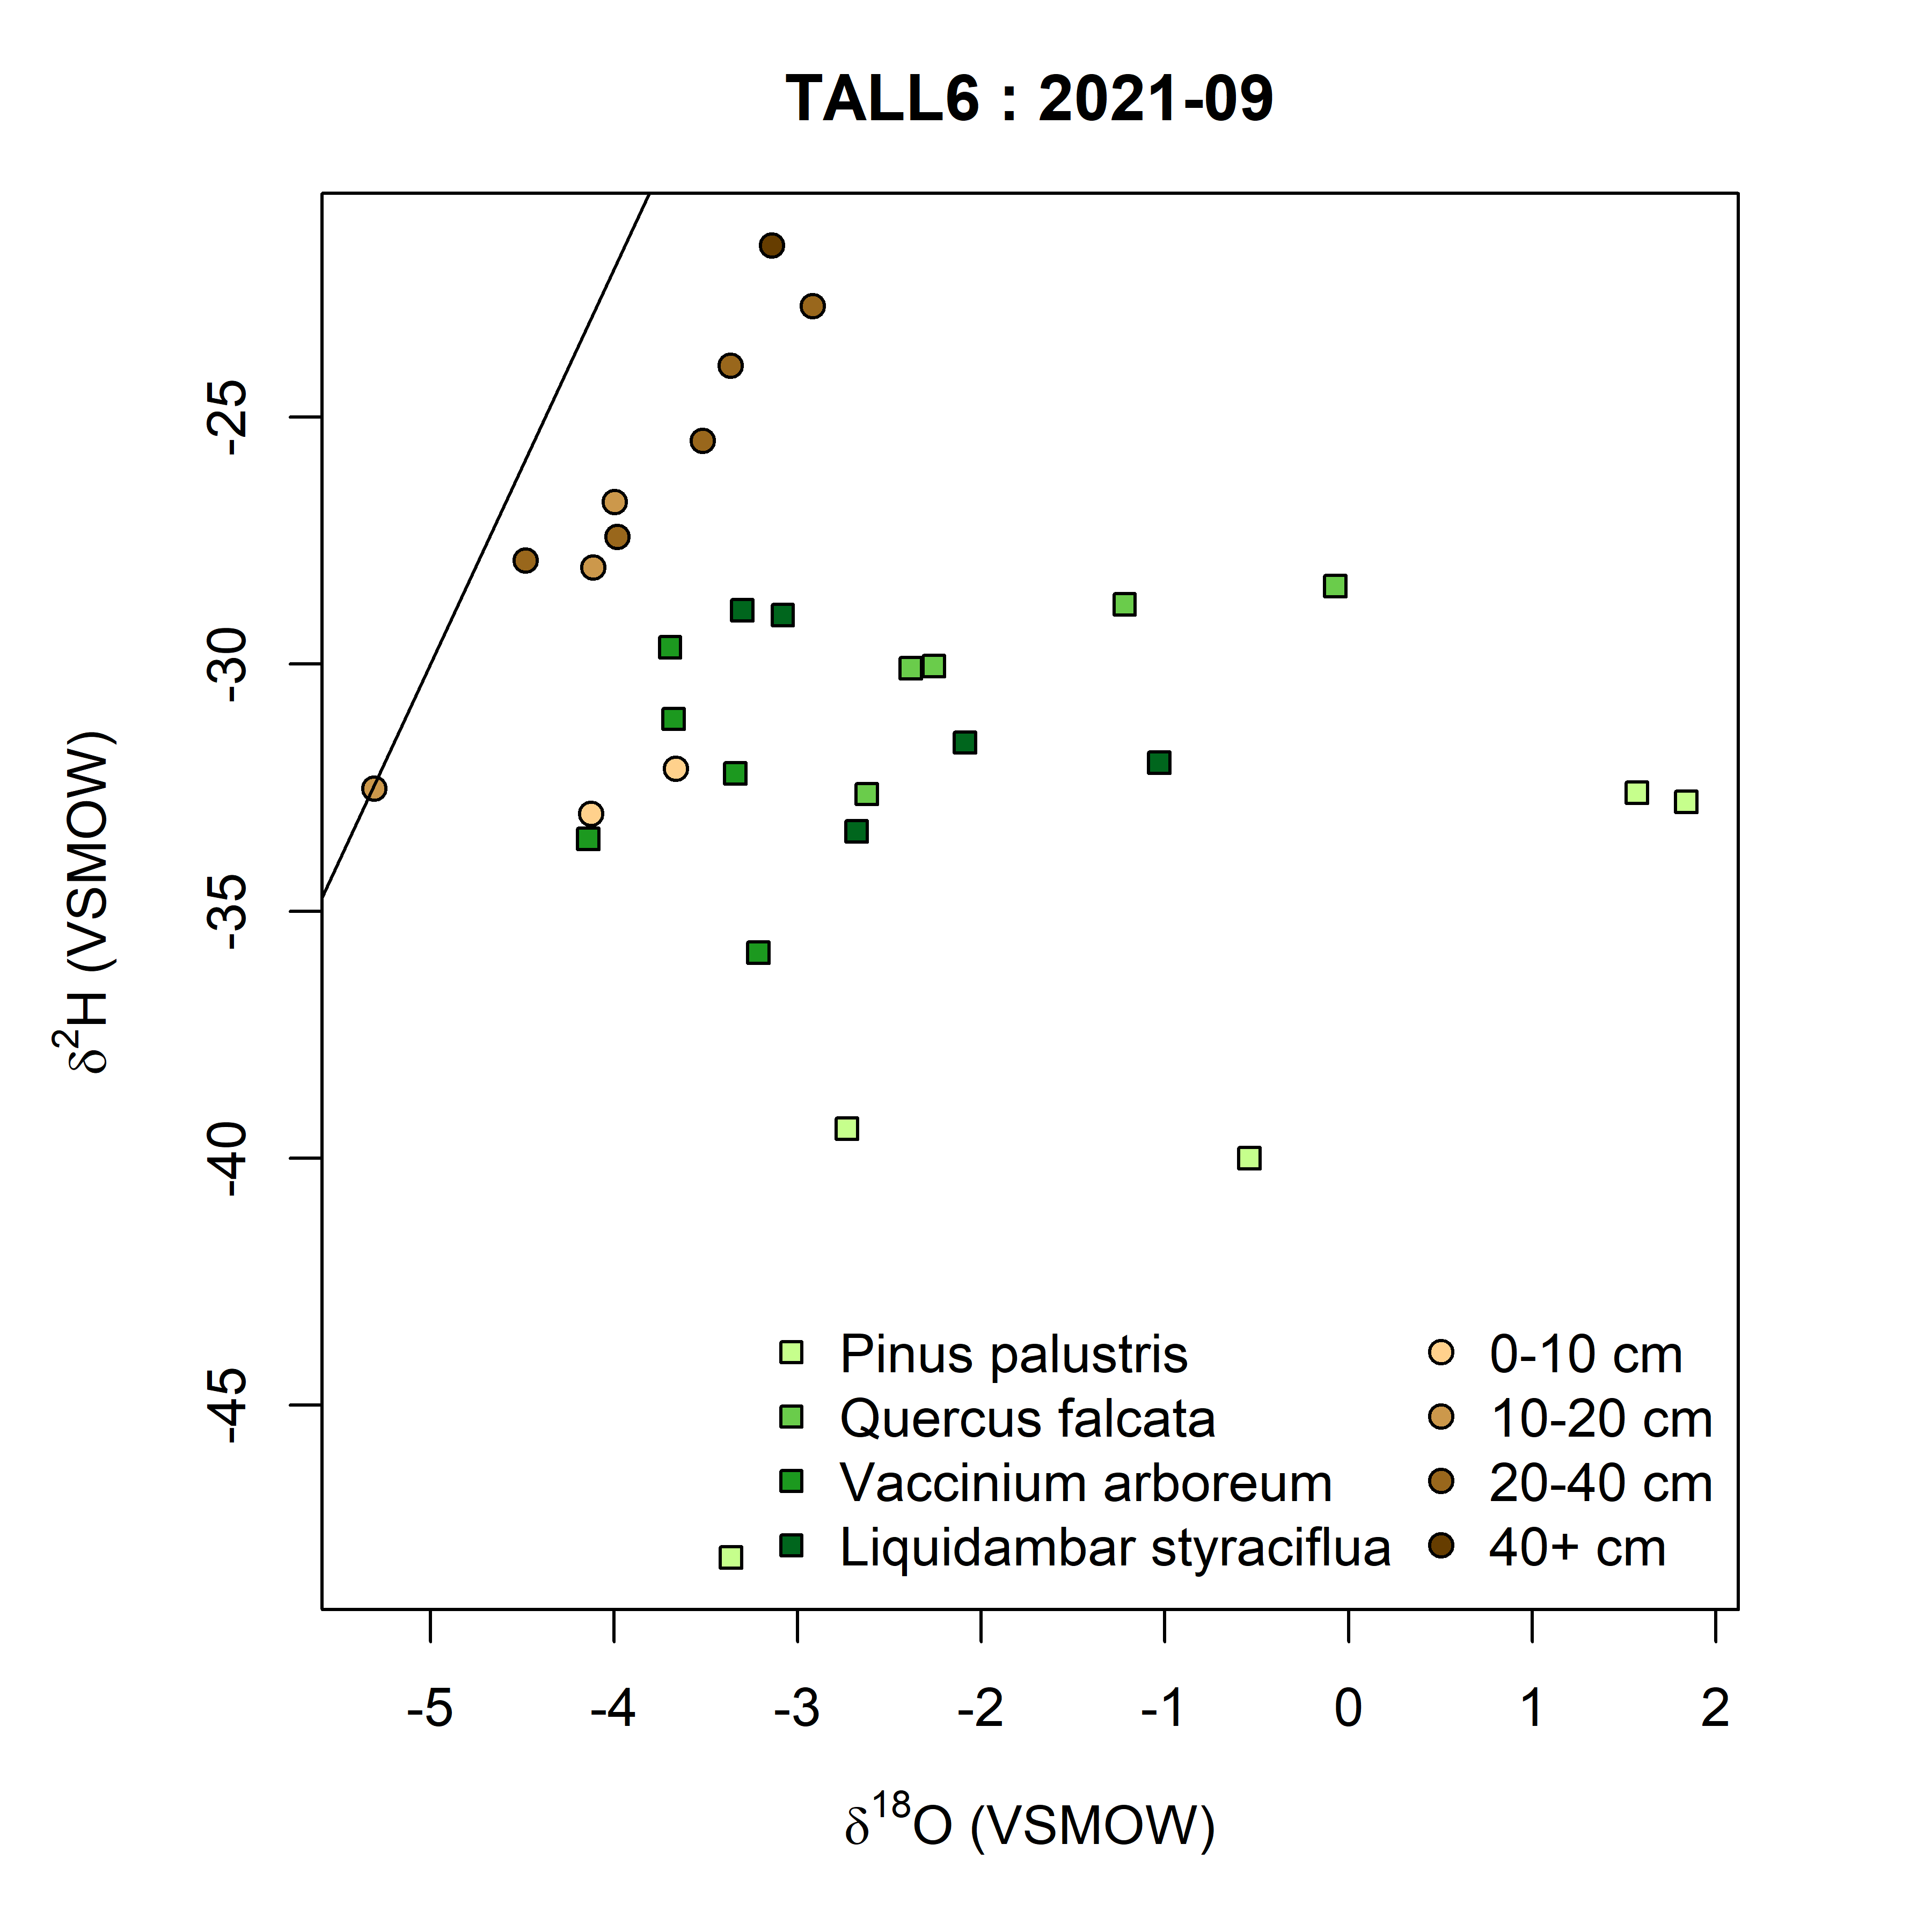 TALL6 : 2021-09
δ²H (VSMOW)
-25
-30
-35
-40
-45
Pinus palustris
Quercus falcata
Vaccinium arboreum
Liquidambar styraciflua
0-10 cm
10-20 cm
20-40 cm
40+ cm
-5 -4 -3 -2 -1 0 1 2
δ¹⁸O (VSMOW)